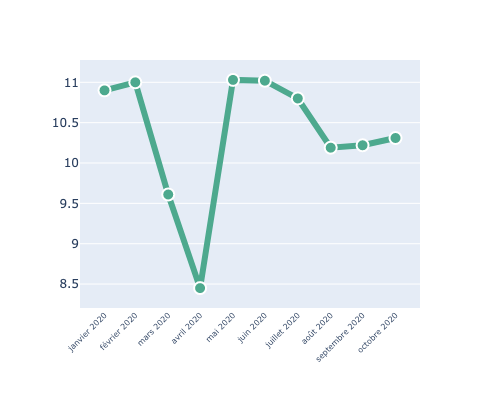 11
10.5
10
9.5
9
8.5
janvier 2020
février 2020
mars 2020
avril 2020
mai 2020
juin 2020
juillet 2020
août 2020
septembre 2020
octobre 2020